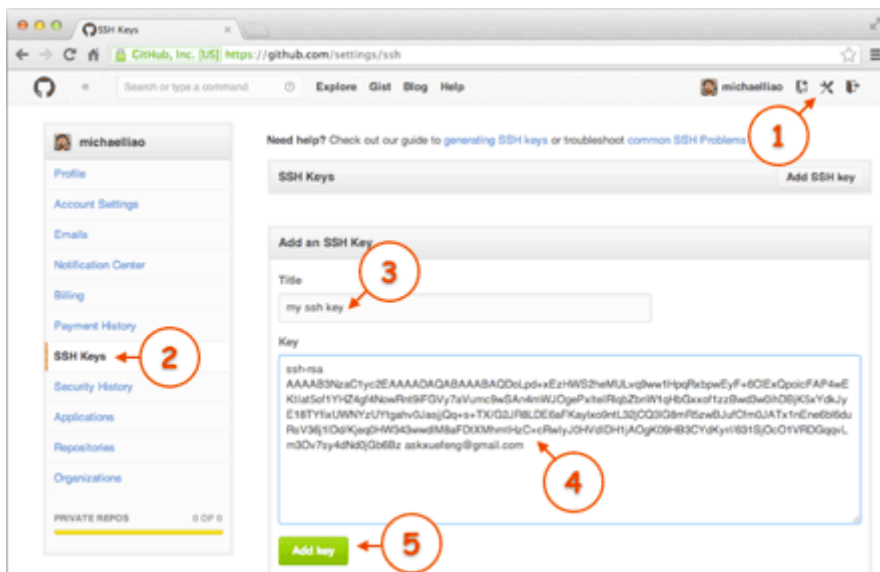 SSH Keys
GitHub, Inc. [US] https://github.com/settings/ssh
Search or type a command Explore Gist Blog Help michaelliao
1
michaelliao
Need help? Check out our guide to generating SSH keys or troubleshoot common SSH Problems
Profile
SSH Keys Add SSH key
Account Settings
Emails
Add an SSH Key
Notification Center
3
Title
Billing
my ssh key
Payment History
Key
SSH Keys
2
ssh-rsa
Security History
Applications
Repositories
askxuefeng@gmail.com
4
Organizations
PRIVATE REPOS 0 OF 0
Add key
5